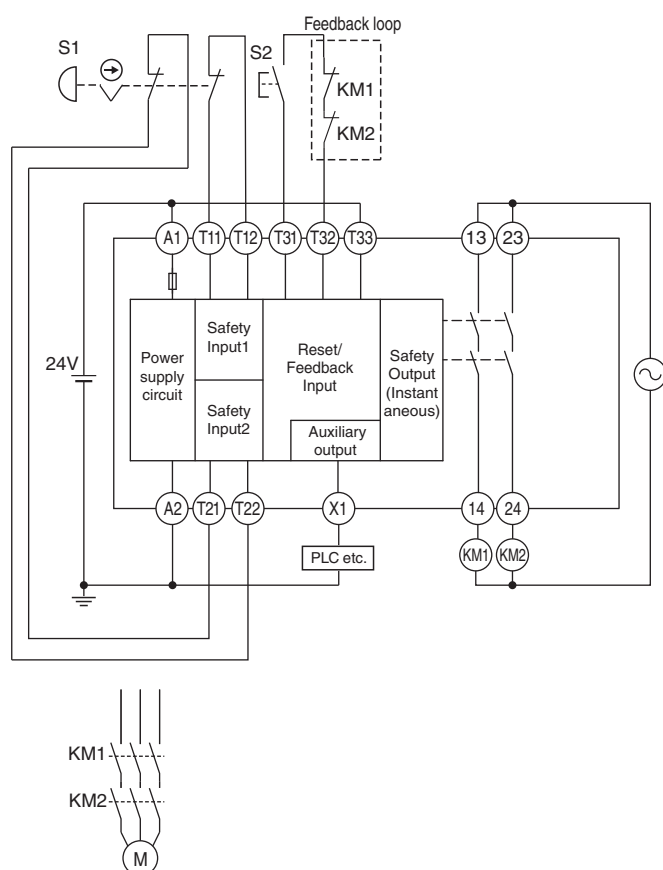 Feedback loop
S1
S2
KM1
KM2
A1
T11
T12
T31
T32
T33
13
23
24V
Power
supply
circuit
Safety
Input1
Safety
Input2
Reset/
Feedback
Input
Auxiliary
output
Safety
Output
(Instant
aneous)
A2
T21
T22
X1
14
24
PLC etc.
KM1
KM2
KM1
KM2
M